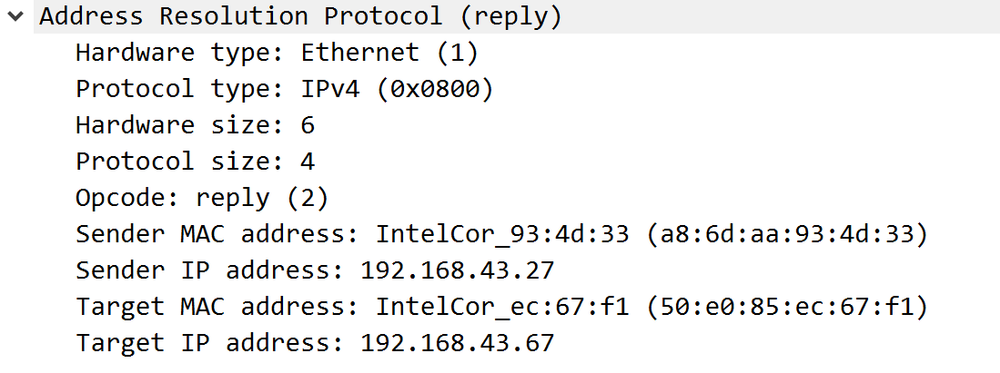 Address Resolution Protocol (reply)
Hardware type: Ethernet (1)
Protocol type: IPv4 (0x0800)
Hardware size: 6
Protocol size: 4
Opcode: reply (2)
Sender MAC address: IntelCor_93:4d:33 (a8:6d:aa:93:4d:33)
Sender IP address: 192.168.43.27
Target MAC address: IntelCor_ec:67:f1 (50:e0:85:ec:67:f1)
Target IP address: 192.168.43.67